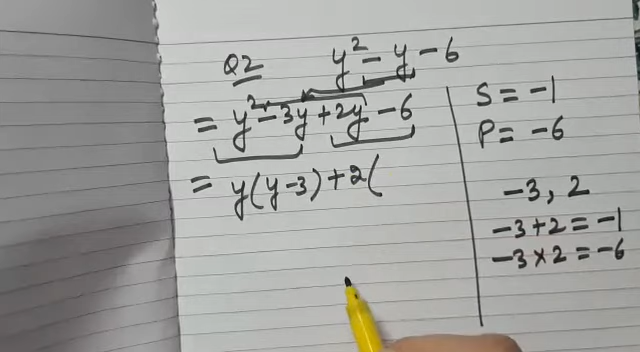 Q2 y² - y - 6
= y² - 3y + 2y - 6
= y(y-3) + 2(
S = -1
P = -6
-3, 2
-3+2 = -1
-3×2 = -6